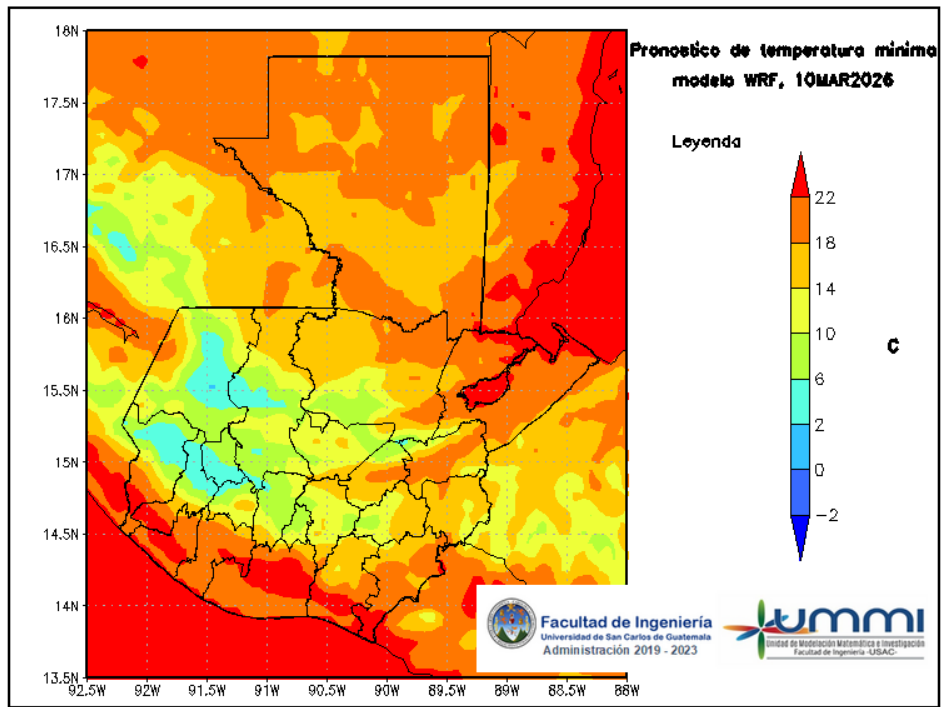 Pronostico de temperatura minima
modelo WRF, 10MAR2026
Leyenda
22
18
14
10
6
2
0
−2
C
18N
17.5N
17N
16.5N
16N
15.5N
15N
14.5N
14N
13.5N
92.5W
92W
91.5W
91W
90.5W
90W
89.5W
89W
88.5W
88W
Facultad de Ingeniería
Universidad de San Carlos de Guatemala
Administración 2019 - 2023
UMMI
Unidad de Modelación Matemática e Investigación
Facultad de Ingeniería -USAC-